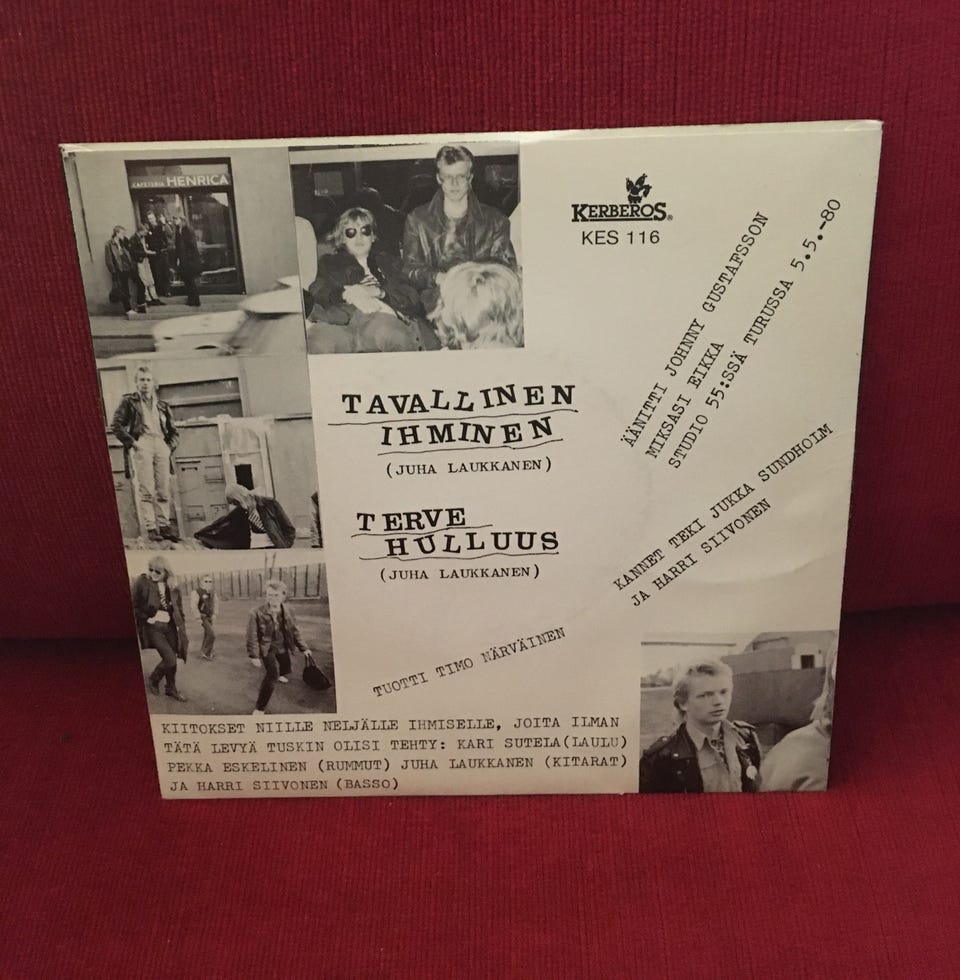 CAFETERIA HENRICA
KERBEROS®
KES 116
TAVALLINEN
IHMINEN
(JUHA LAUKKANEN)
TERVE
HULLUUS
(JUHA LAUKKANEN)
ÄÄNITTI JOHNNY GUSTAFSSON
MIKSASI EIKKA
STUDIO 55:SSÄ TURUSSA 5.5.-80
KANNET TEKI JUKKA SUNDHOLM
JA HARRI SIIVONEN
TUOTTI TIMO NÄRVÄINEN
KIITOKSET NIILLE NELJÄLLE IHMISELLE, JOITA ILMAN
TÄTÄ LEVYÄ TUSKIN OLISI TEHTY: KARI SUTELA(LAULU)
PEKKA ESKELINEN (RUMMUT) JUHA LAUKKANEN (KITARAT)
JA HARRI SIIVONEN (BASSO)